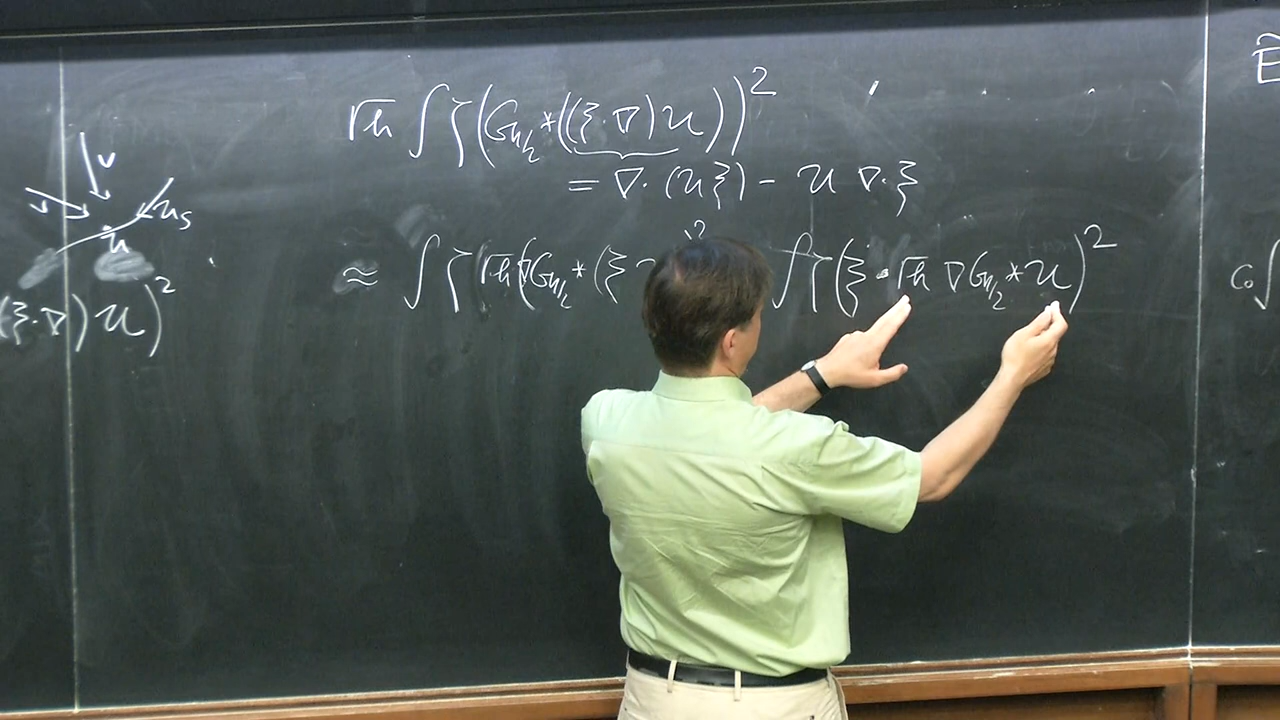 √h ∫ ζ (G_{h/2} * ((ξ·∇) u))²
= ∇·(u ξ) − u ∇·ξ
≈ ∫ ζ √h ∇G_{h/2} * (ξ
2
∫ ζ (ξ · √h ∇G_{h/2} * u)²
ν
ν
u_s
u
(ξ·∇) u)²
E
C₀ ∫